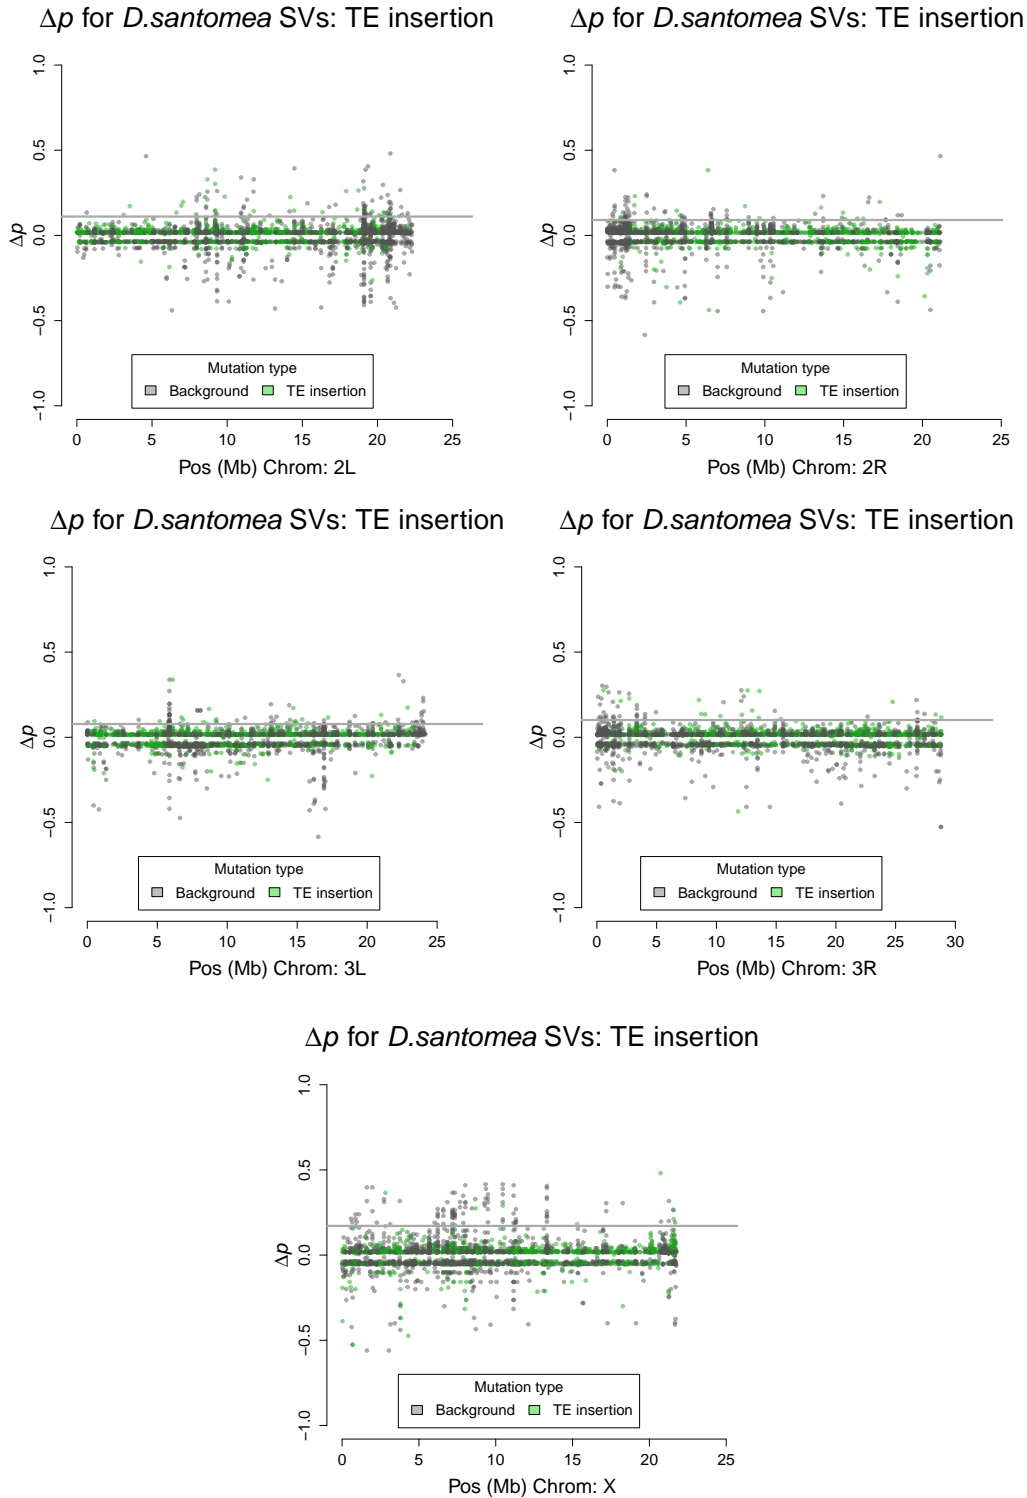 Δp for D.santomea SVs: TE insertion
1.0
0.5
0.0
−0.5
−1.0
Δp
Mutation type
Background TE insertion
0 5 10 15 20 25
Pos (Mb) Chrom: 2L
Δp for D.santomea SVs: TE insertion
1.0
0.5
0.0
−0.5
−1.0
Δp
Mutation type
Background TE insertion
0 5 10 15 20 25
Pos (Mb) Chrom: 2R
Δp for D.santomea SVs: TE insertion
1.0
0.5
0.0
−0.5
−1.0
Δp
Mutation type
Background TE insertion
0 5 10 15 20 25
Pos (Mb) Chrom: 3L
Δp for D.santomea SVs: TE insertion
1.0
0.5
0.0
−0.5
−1.0
Δp
Mutation type
Background TE insertion
0 5 10 15 20 25 30
Pos (Mb) Chrom: 3R
Δp for D.santomea SVs: TE insertion
1.0
0.5
0.0
−0.5
−1.0
Δp
Mutation type
Background TE insertion
0 5 10 15 20 25
Pos (Mb) Chrom: X